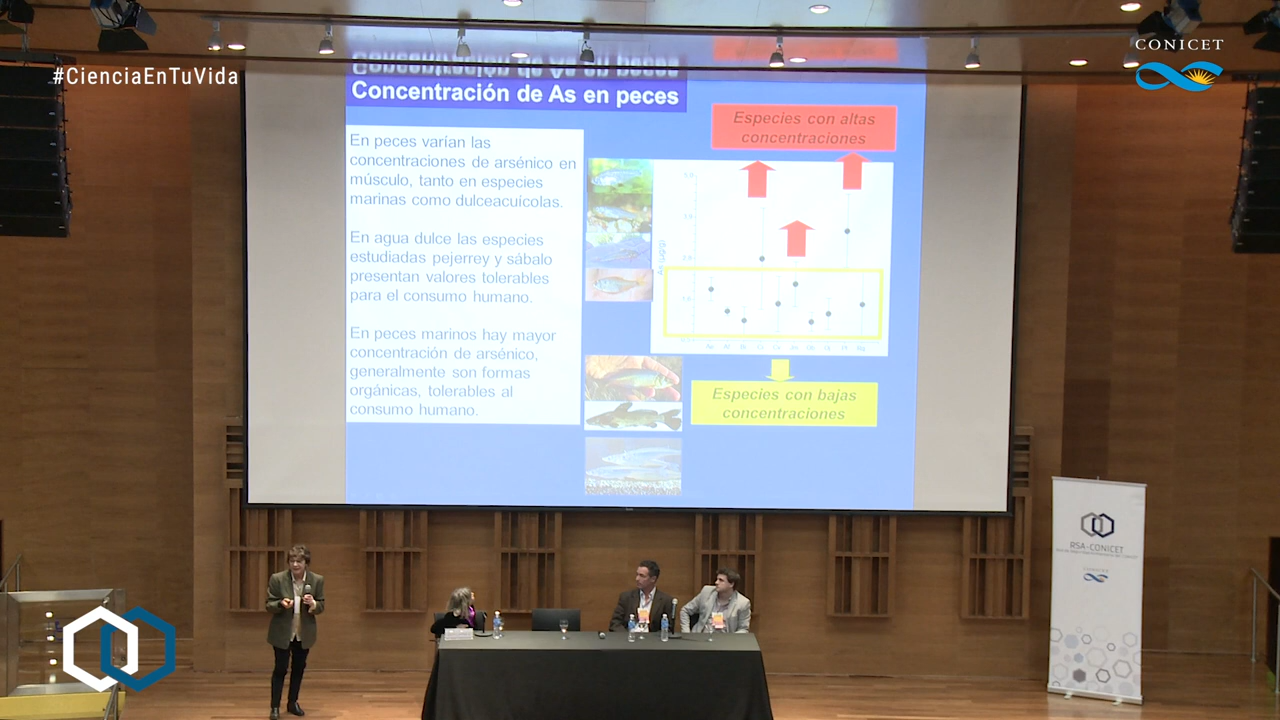 #CienciaEnTuVida
CONICET
Concentración de As en peces
En peces varían las
concentraciones de arsénico en
músculo, tanto en especies
marinas como dulceacuícolas.
En agua dulce las especies
estudiadas pejerrey y sábalo
presentan valores tolerables
para el consumo humano.
En peces marinos hay mayor
concentración de arsénico,
generalmente son formas
orgánicas, tolerables al
consumo humano.
Especies con altas
concentraciones
As (µg/g)
Especies con bajas
concentraciones
RSA-CONICET